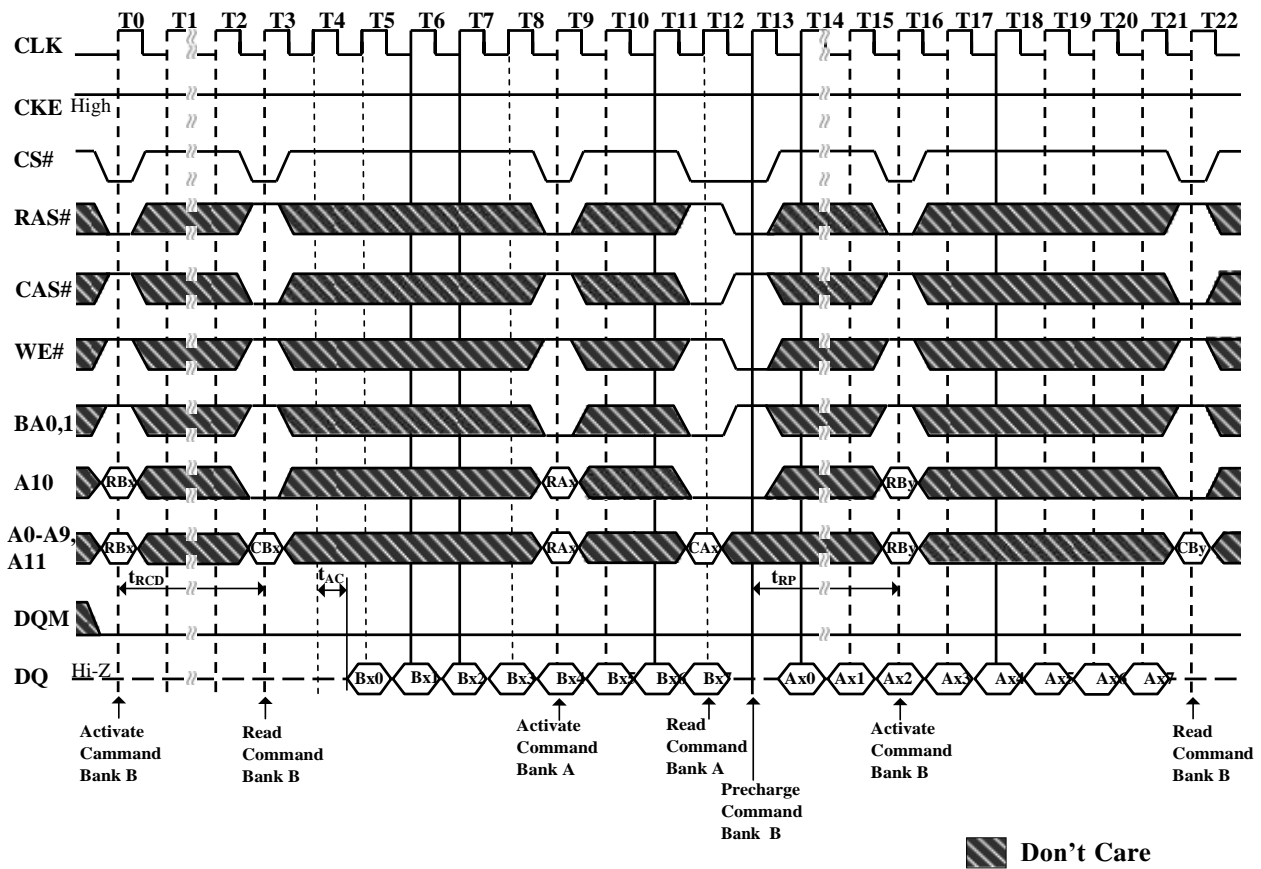 T0 T1 T2 T3 T4 T5 T6 T7 T8 T9 T10 T11 T12 T13 T14 T15 T16 T17 T18 T19 T20 T21 T22
CLK
CKE High
CS#
RAS#
CAS#
WE#
BA0,1
A10 RBx RAx RBy
A0-A9,
A11 RBx CBx RAx CAx RBy CBy
tRCD tAC tRP
DQM
DQ Hi-Z Bx0 Bx1 Bx2 Bx3 Bx4 Bx5 Bx6 Bx7 Ax0 Ax1 Ax2 Ax3 Ax4 Ax5 Ax6 Ax7
Activate
Cammand
Bank B
Read
Command
Bank B
Activate
Command
Bank A
Read
Command
Bank A
Precharge
Command
Bank B
Activate
Command
Bank B
Read
Command
Bank B
Don't Care